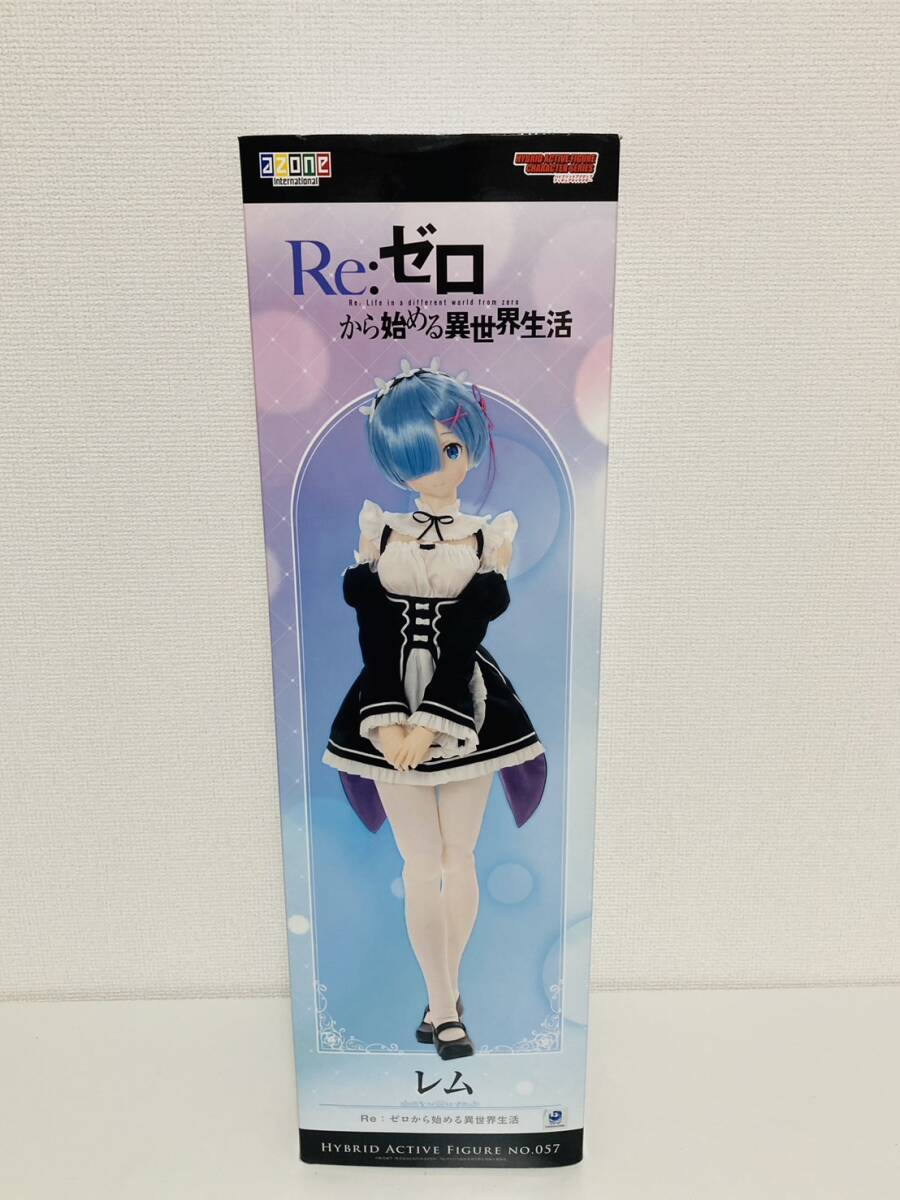 azone
international
HYBRID ACTIVE FIGURE
CHARACTER SERIES
Re:ゼロ
Re: Life in a different world from zero
から始める異世界生活
レム
Re：ゼロから始める異世界生活
HYBRID ACTIVE FIGURE NO.057